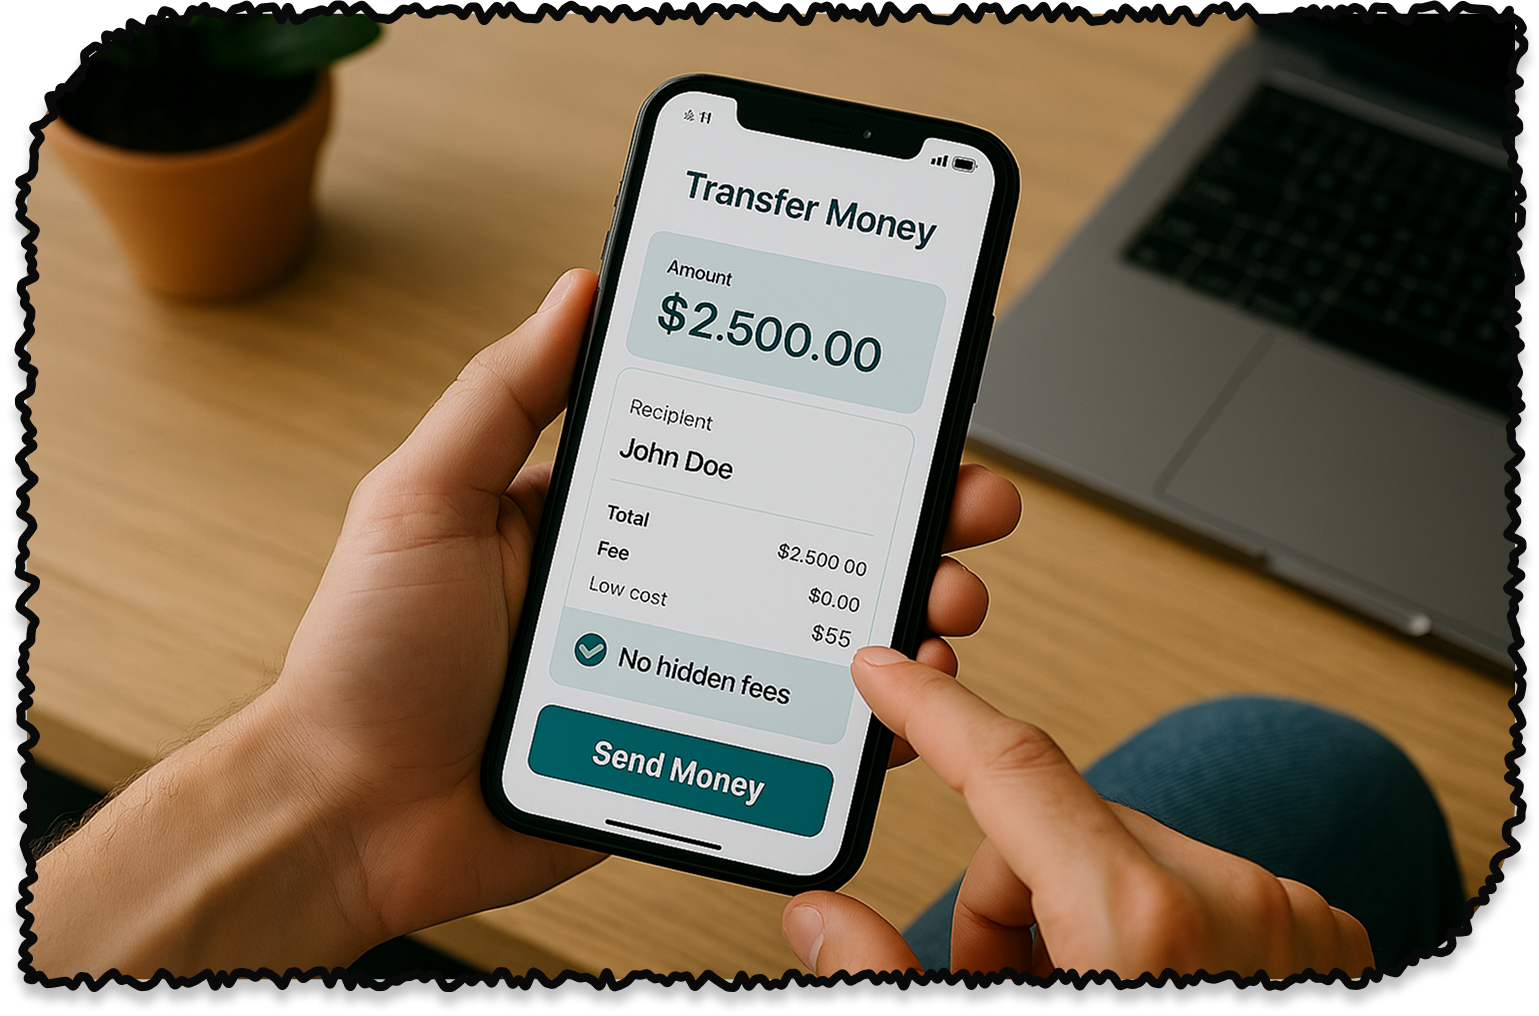 Transfer Money
Amount
$2.500.00
Recipient
John Doe
Total
$2.500 00
Fee
$0.00
Low cost
$55
No hidden fees
Send Money